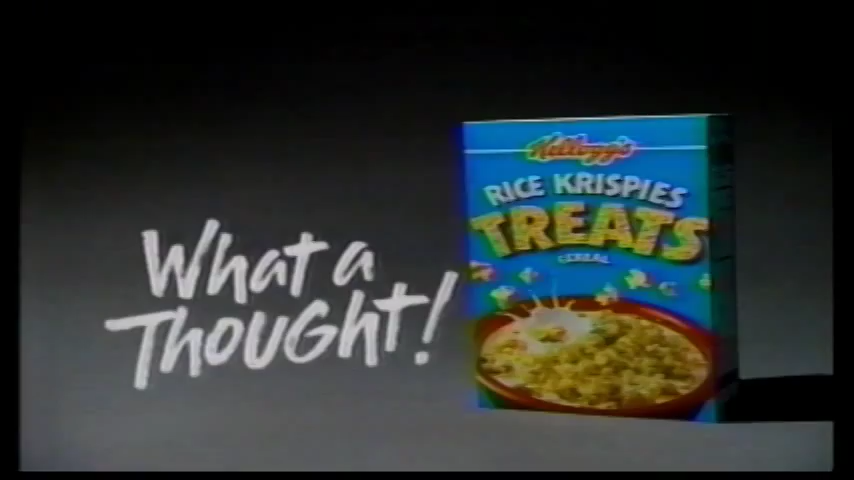 What a
Thought!
Kellogg's
RICE KRISPIES
TREATS
CEREAL